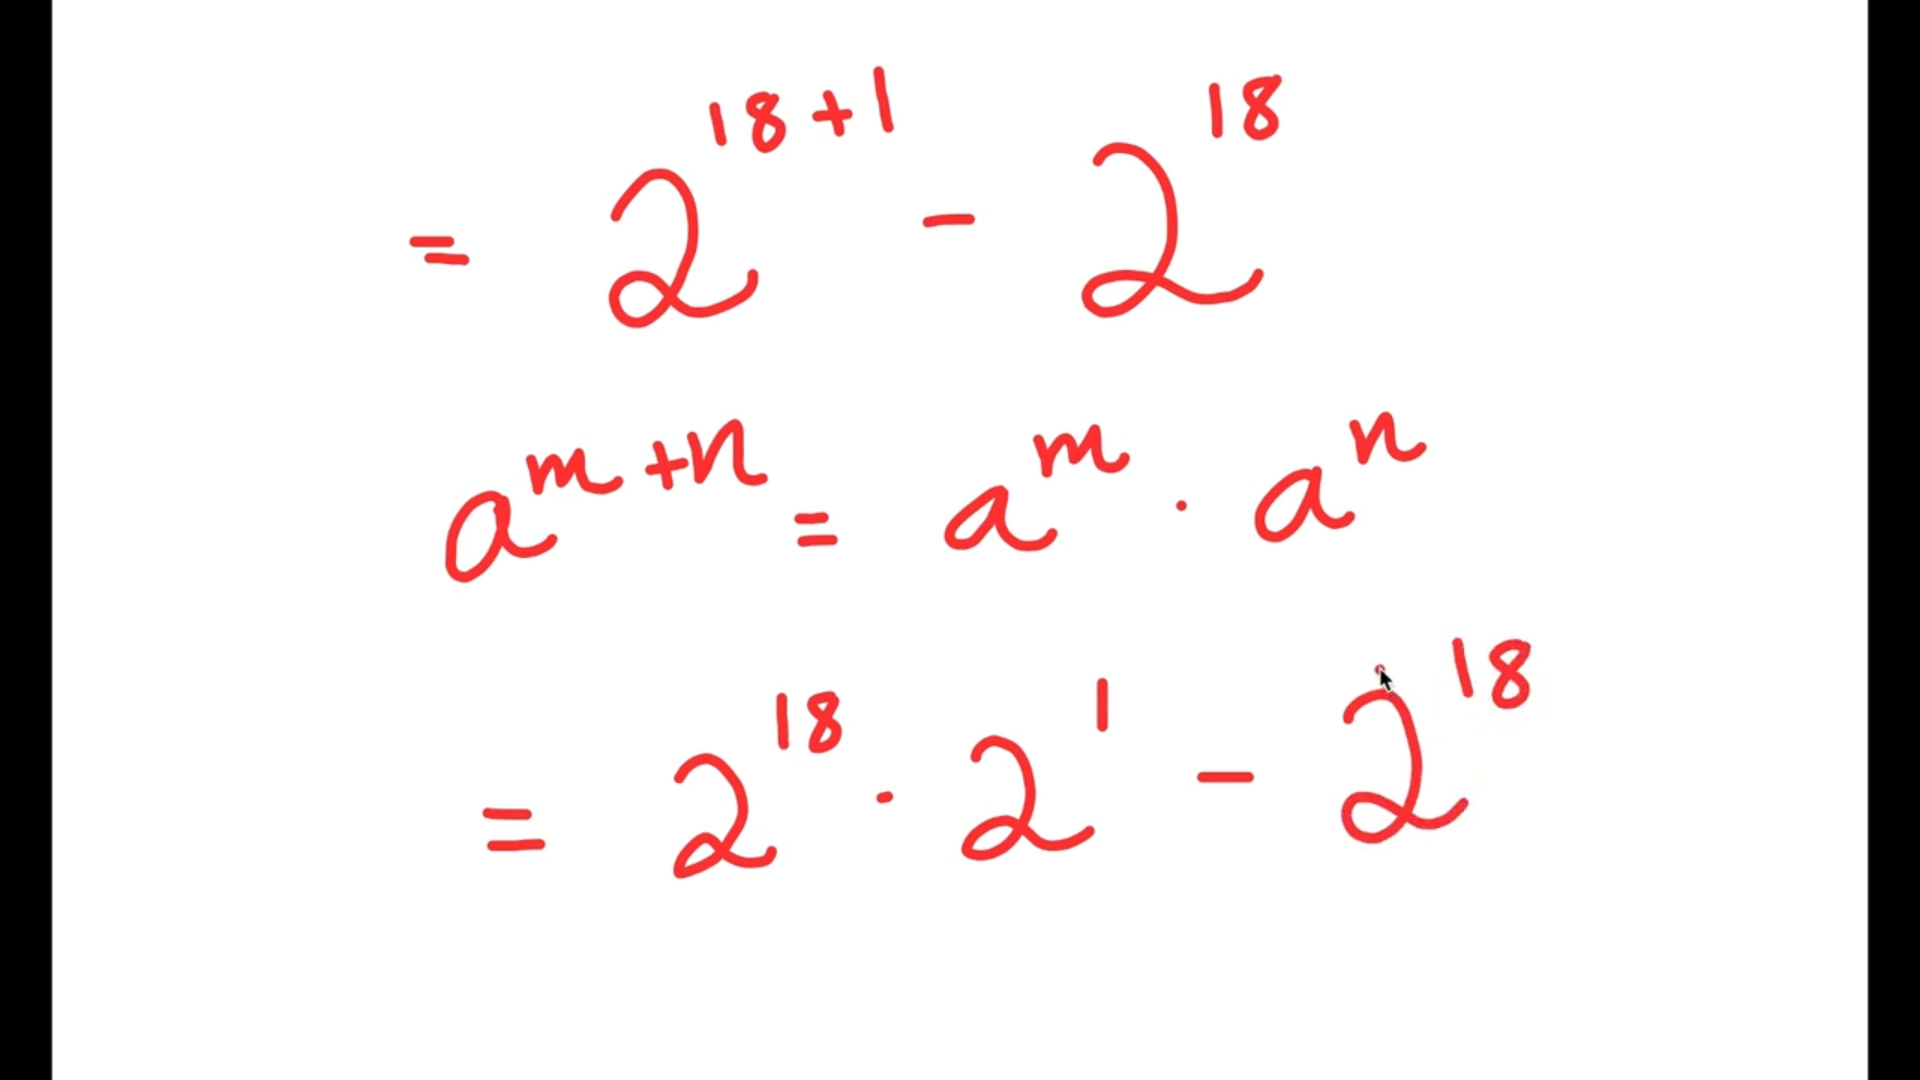 = 2^{18+1} - 2^{18}
a^{m+n} = a^m · a^n
= 2^{18} · 2^1 - 2^{18}